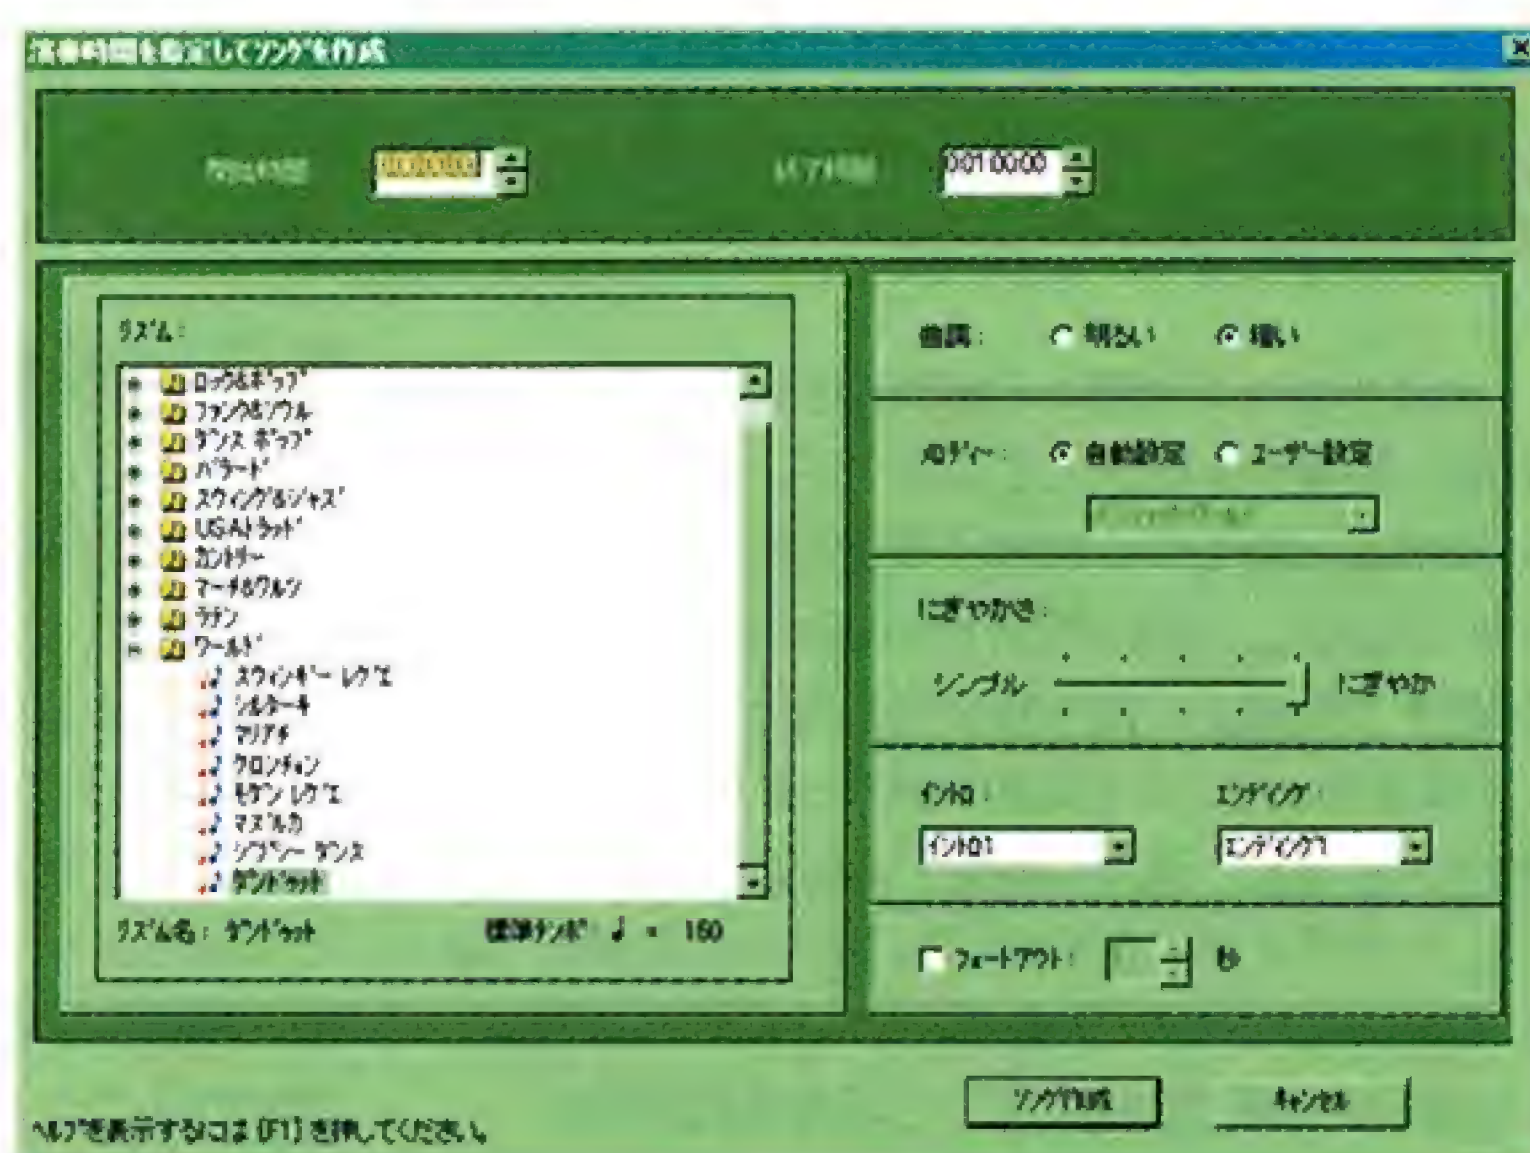 演奏時間を指定してソングを作成
0:01:00:00
リズム:
ロック&ポップ
ファンク&ソウル
ダンス ポップ
バラード
スウィング&ジャズ
USAトラッド
カントリー
マーチ&ワルツ
ラテン
ワールド
スウィンギー レゲエ
シルターキ
マリアチ
クロンチョン
モダン レゲエ
マズルカ
ジプシー ダンス
ダンドゥット
リズム名: ダンドゥット 標準テンポ: ♩ = 160
曲調: 明るい 暗い
メロディー: 自動設定 ユーザー設定
にぎやかさ:
シンプル にぎやか
イントロ: エンディング:
イントロ1 エンディング1
フェードアウト: 秒
ソング作成 キャンセル
ヘルプを表示するには [F1] を押してください。